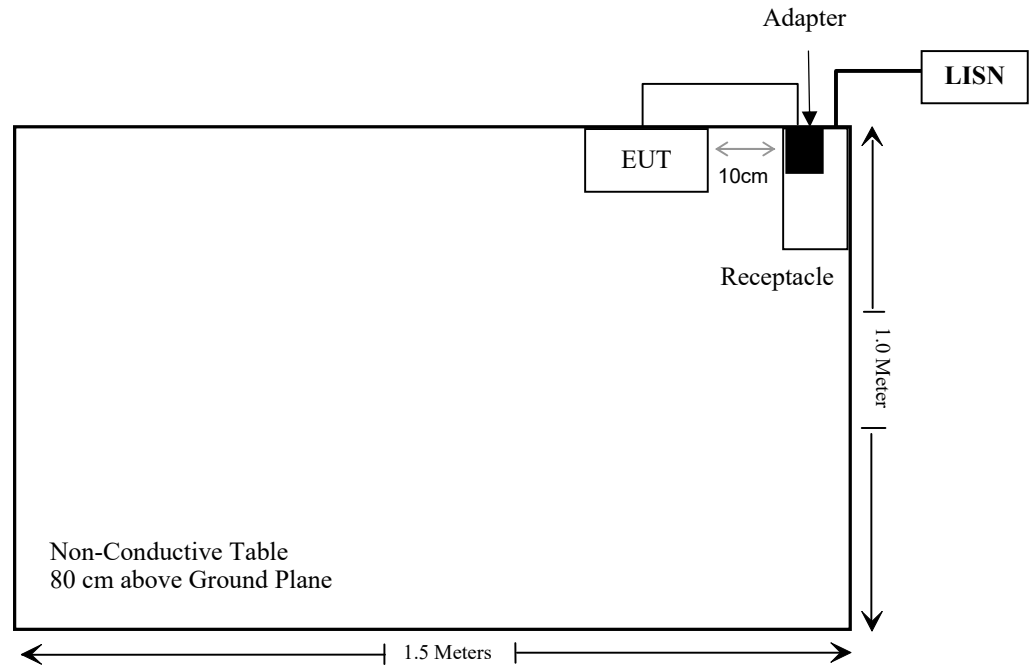 Adapter
LISN
EUT
10cm
Receptacle
1.0 Meter
Non-Conductive Table
80 cm above Ground Plane
1.5 Meters